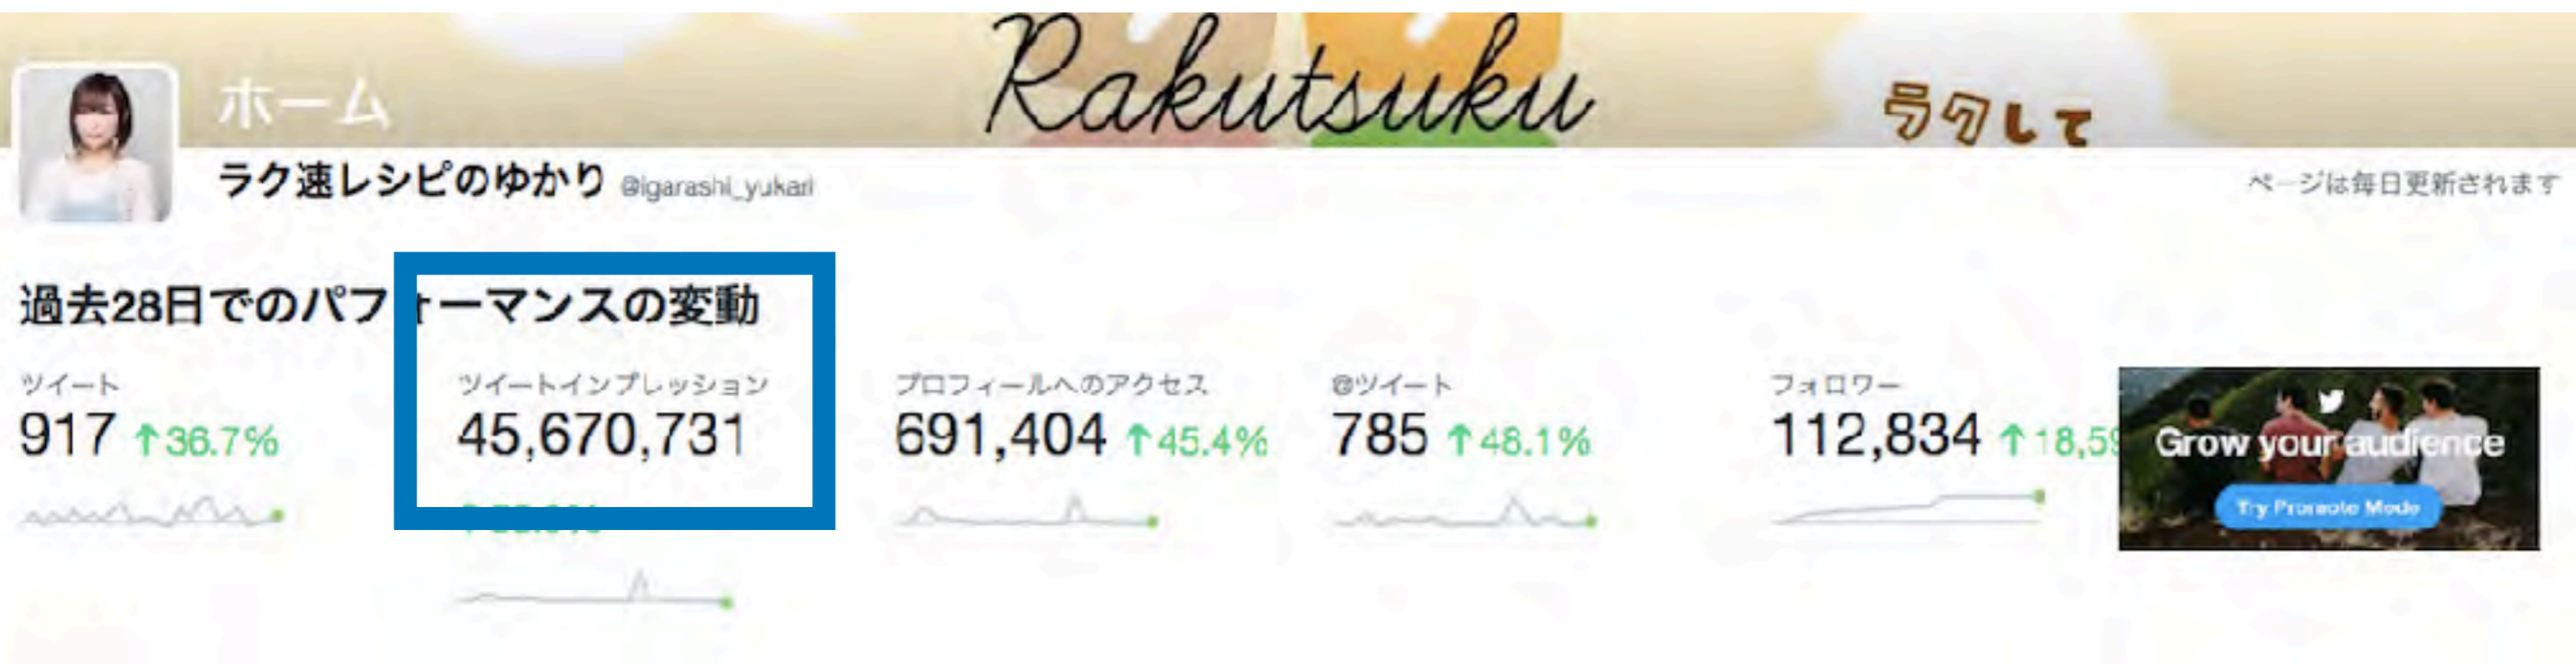 Rakutsuku
ラクして
ホーム
ラク速レシピのゆかり @igarashi_yukari
ページは毎日更新されます
過去28日でのパフォーマンスの変動
ツイート
917 ↑36.7%
ツイートインプレッション
45,670,731
プロフィールへのアクセス
691,404 ↑45.4%
@ツイート
785 ↑48.1%
フォロワー
112,834 ↑18,59
Grow your audience
Try Promote Mode